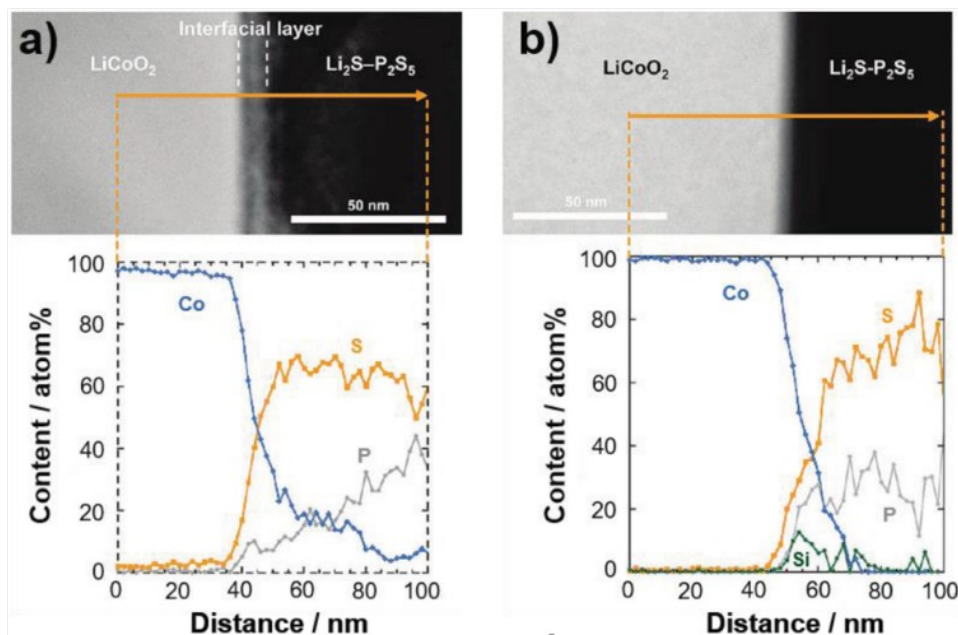 a)
Interfacial layer
LiCoO₂
Li₂S–P₂S₅
50 nm
100
80
60
40
20
0
Content / atom%
Co
S
P
0 20 40 60 80 100
Distance / nm
b)
LiCoO₂
Li₂S-P₂S₅
50 nm
100
80
60
40
20
0
Content / atom%
Co
S
P
Si
0 20 40 60 80 100
Distance / nm